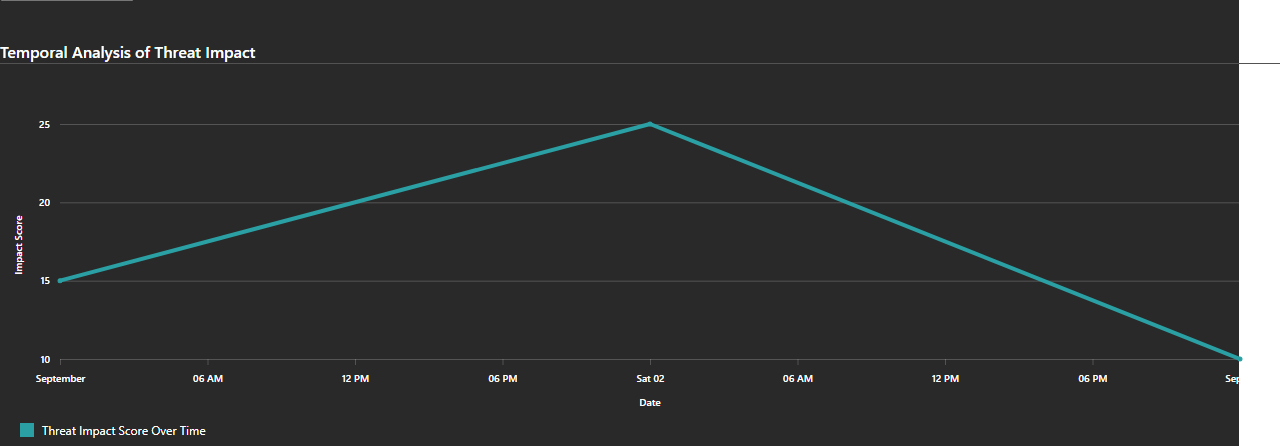 Temporal Analysis of Threat Impact
25
20
15
10
Impact Score
September 06 AM 12 PM 06 PM Sat 02 06 AM 12 PM 06 PM Sep
Date
Threat Impact Score Over Time